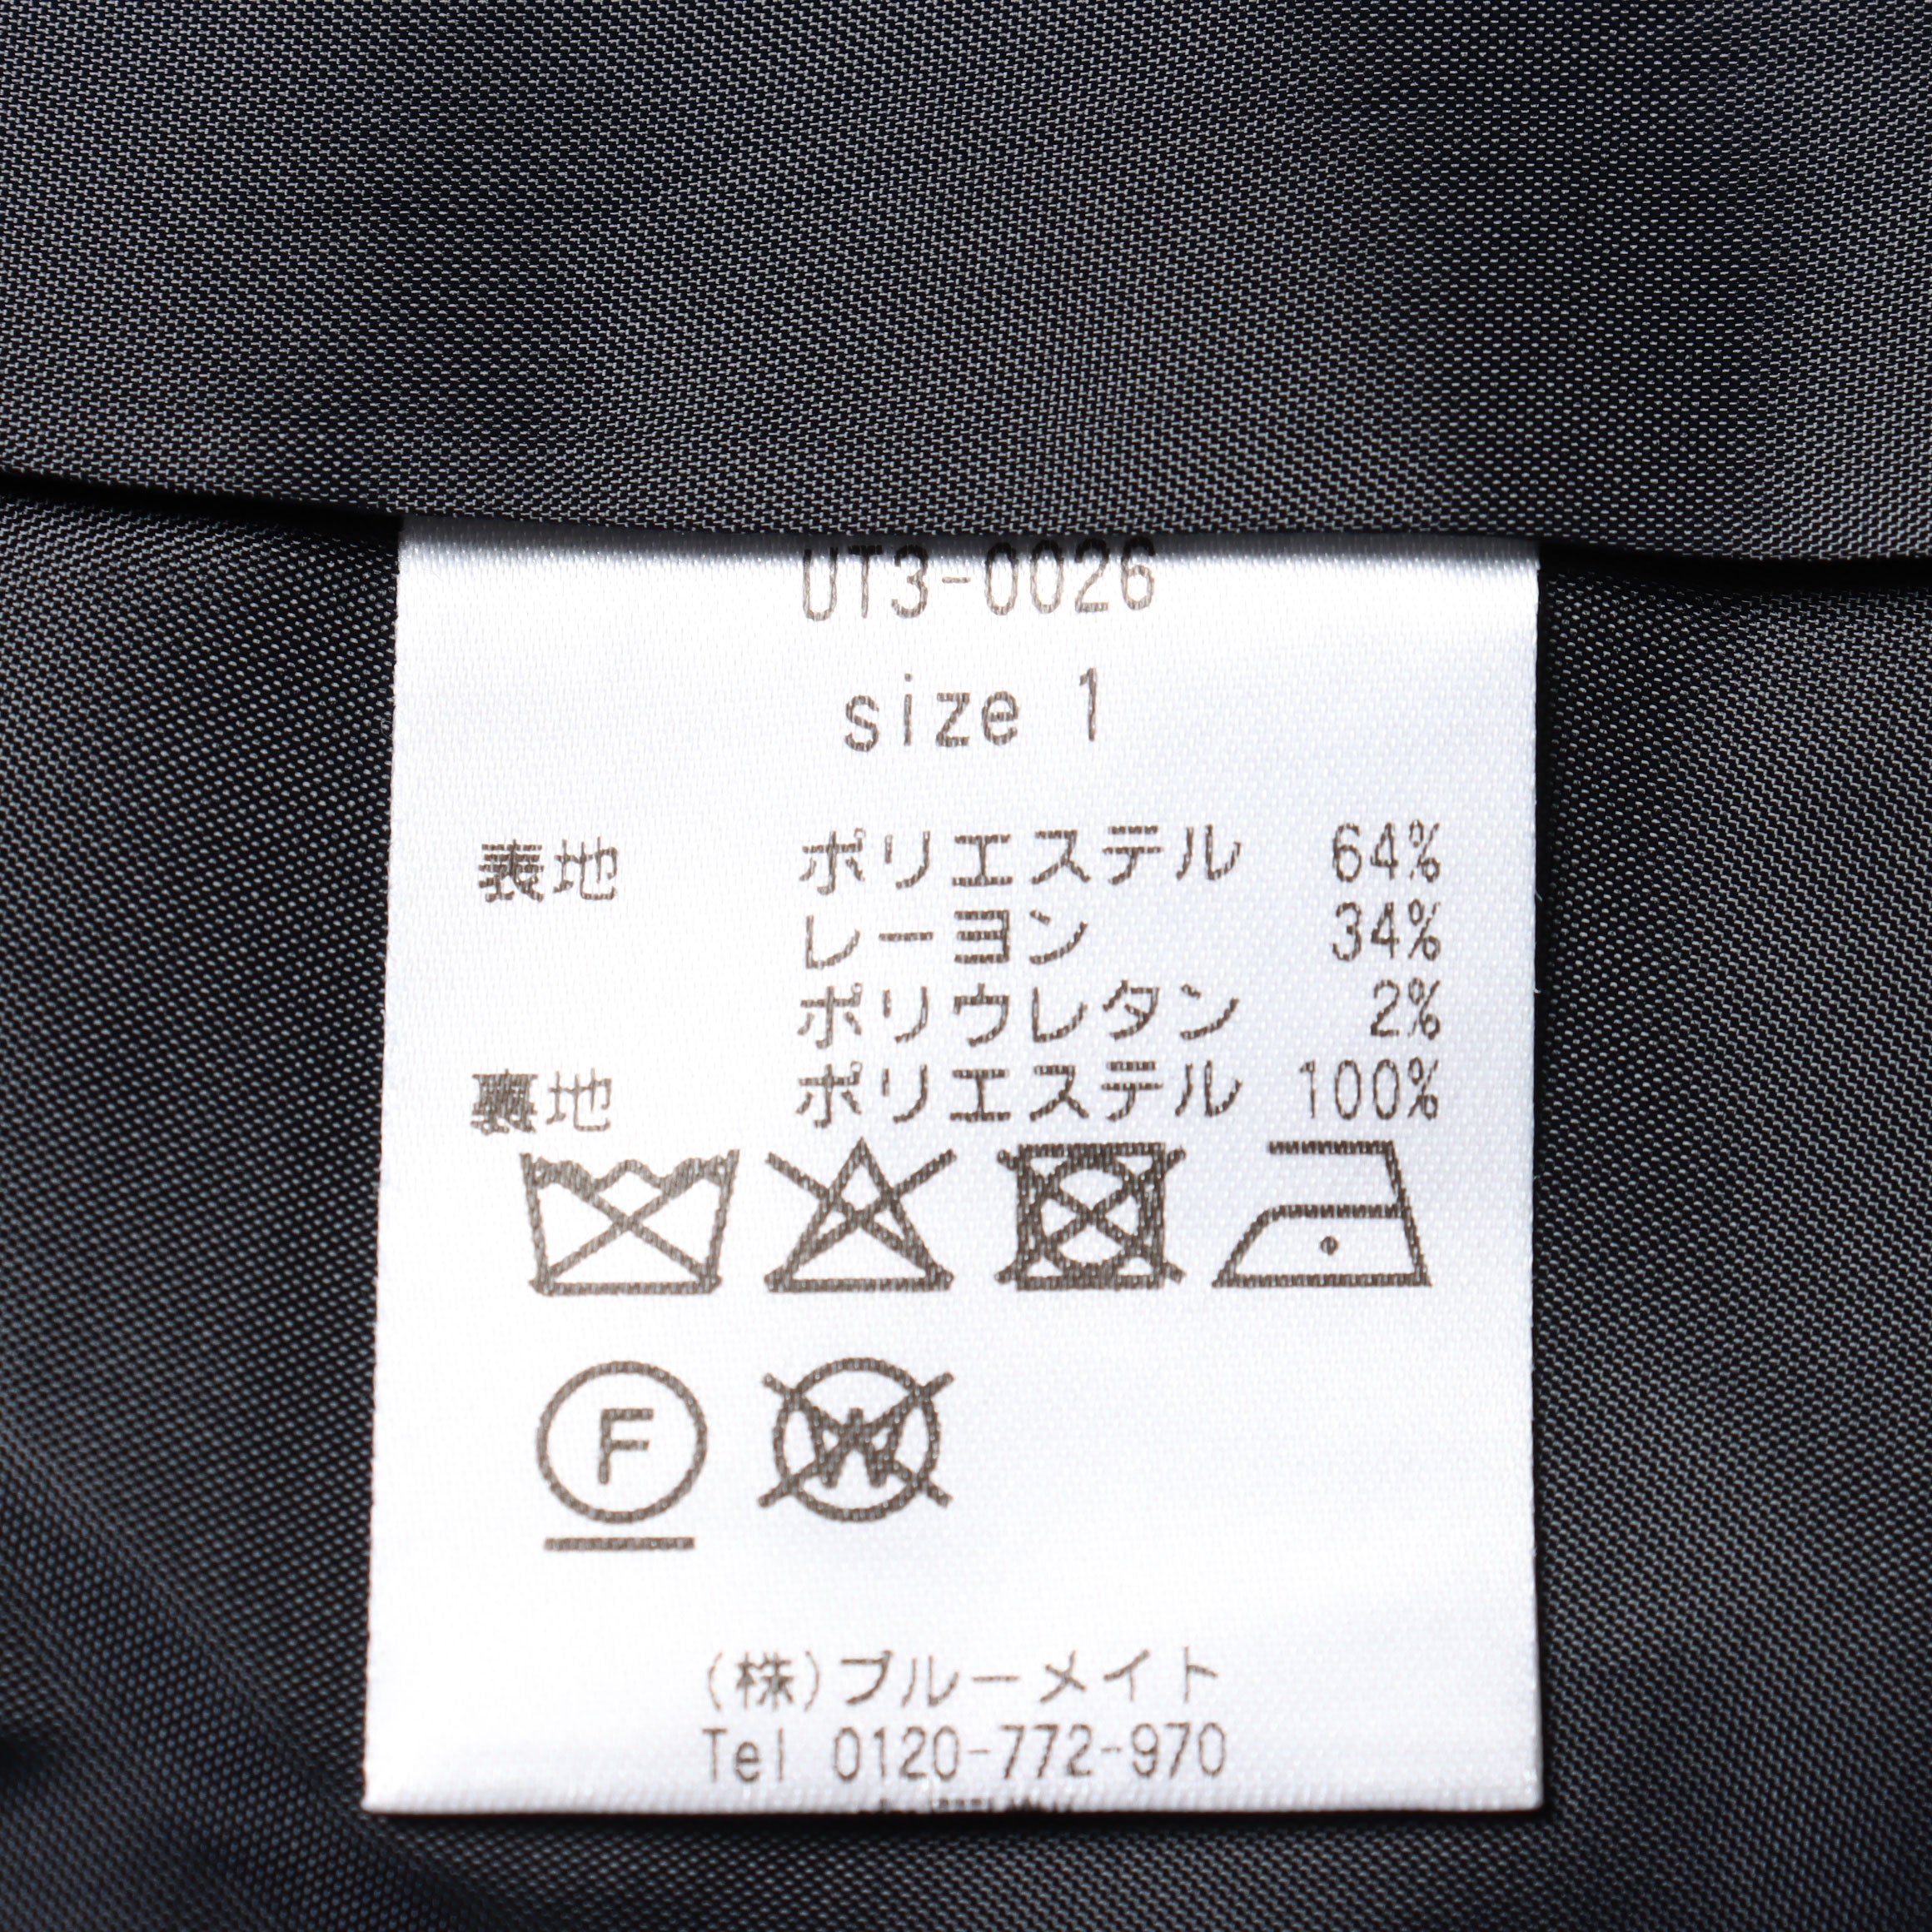 UT3-0026
size 1
表地 ポリエステル 64%
レーヨン 34%
ポリウレタン 2%
裏地 ポリエステル 100%
F
W
(株)ブルーメイト
Tel 0120-772-970